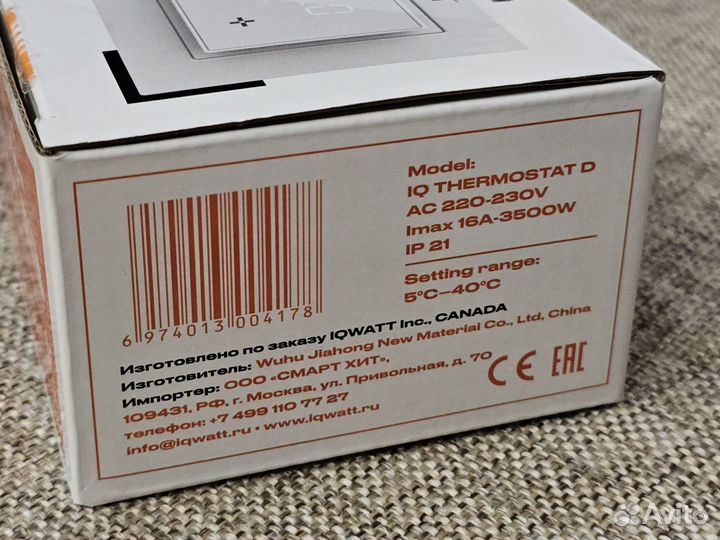 Model:
IQ THERMOSTAT D
AC 220-230V
Imax 16A-3500W
IP 21
Setting range:
5°C–40°C
6 974013 004178
Изготовлено по заказу IQWATT Inc., CANADA
Изготовитель: Wuhu Jiahong New Material Co., Ltd, China
Импортер: ООО «СМАРТ ХИТ»,
109431, РФ, г. Москва, ул. Привольная, д. 70
телефон: +7 499 110 77 27
info@iqwatt.ru • www.iqwatt.ru
CE EAC
Avito